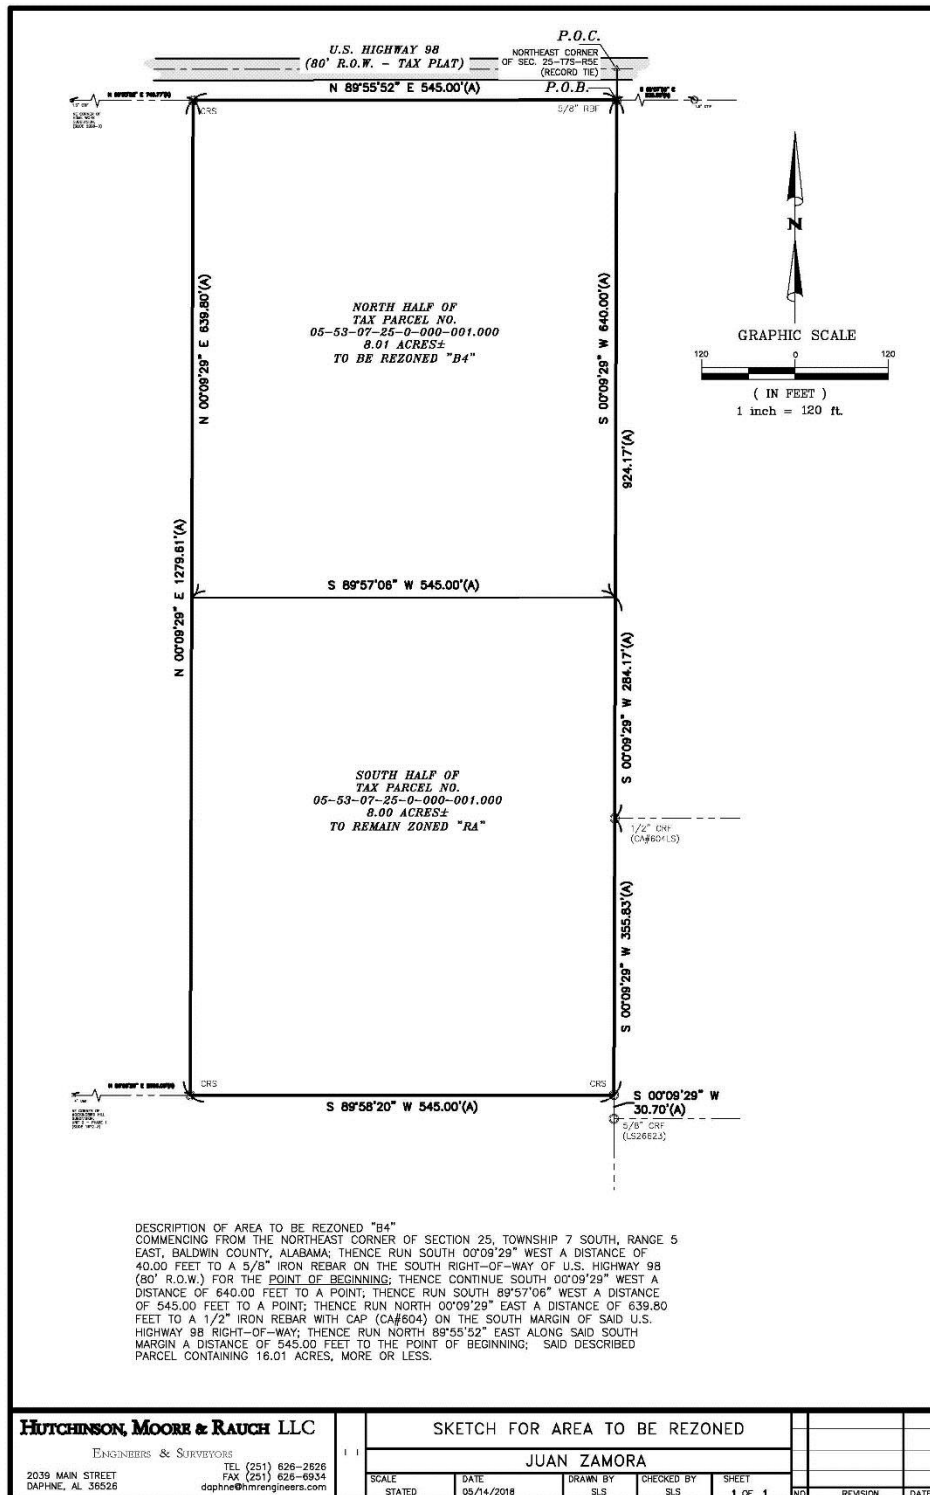 P.O.C.
U.S. HIGHWAY 98
(80' R.O.W. - TAX PLAT)
NORTHEAST CORNER
OF SEC. 25-T7S-R5E
(RECORD TIE)
N 89°55'52" E 545.00'(A)
P.O.B.
CRS
5/8" RBF
N
GRAPHIC SCALE
120 0 120
( IN FEET )
1 inch = 120 ft.
N 00°09'29" E 639.80'(A)
NORTH HALF OF
TAX PARCEL NO.
05-53-07-25-0-000-001.000
8.01 ACRES±
TO BE REZONED "B4"
S 00°09'29" W 640.00'(A)
924.17'(A)
N 00°09'29" E 1279.61'(A)
S 89°57'06" W 545.00'(A)
S 00°09'29" W 284.17'(A)
SOUTH HALF OF
TAX PARCEL NO.
05-53-07-25-0-000-001.000
8.00 ACRES±
TO REMAIN ZONED "RA"
1/2" CRF
(CA#604LS)
S 00°09'29" W 355.83'(A)
CRS
CRS
S 89°58'20" W 545.00'(A)
S 00°09'29" W
30.70'(A)
5/8" CRF
(LS26623)
DESCRIPTION OF AREA TO BE REZONED "B4"
COMMENCING FROM THE NORTHEAST CORNER OF SECTION 25, TOWNSHIP 7 SOUTH, RANGE 5
EAST, BALDWIN COUNTY, ALABAMA; THENCE RUN SOUTH 00°09'29" WEST A DISTANCE OF
40.00 FEET TO A 5/8" IRON REBAR ON THE SOUTH RIGHT-OF-WAY OF U.S. HIGHWAY 98
(80' R.O.W.) FOR THE POINT OF BEGINNING; THENCE CONTINUE SOUTH 00°09'29" WEST A
DISTANCE OF 640.00 FEET TO A POINT; THENCE RUN SOUTH 89°57'06" WEST A DISTANCE
OF 545.00 FEET TO A POINT; THENCE RUN NORTH 00°09'29" EAST A DISTANCE OF 639.80
FEET TO A 1/2" IRON REBAR WITH CAP (CA#604) ON THE SOUTH MARGIN OF SAID U.S.
HIGHWAY 98 RIGHT-OF-WAY; THENCE RUN NORTH 89°55'52" EAST ALONG SAID SOUTH
MARGIN A DISTANCE OF 545.00 FEET TO THE POINT OF BEGINNING; SAID DESCRIBED
PARCEL CONTAINING 16.01 ACRES, MORE OR LESS.
HUTCHINSON, MOORE & RAUCH LLC
ENGINEERS & SURVEYORS
TEL (251) 626-2626
2039 MAIN STREET FAX (251) 626-6934
DAPHNE, AL 36526 daphne@hmrengineers.com
SKETCH FOR AREA TO BE REZONED
JUAN ZAMORA
SCALE DATE DRAWN BY CHECKED BY SHEET
STATED 05/14/2018 SLS SLS 1 OF 1
NO REVISION DATE